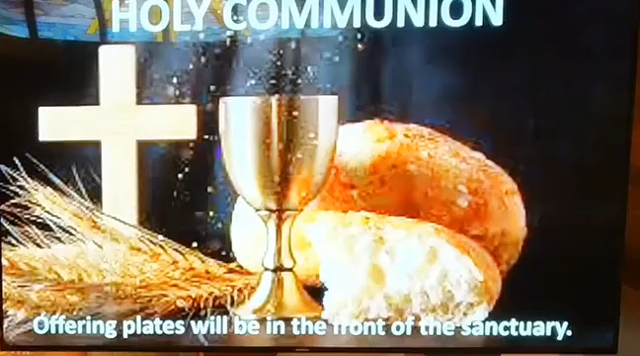 HOLY COMMUNION
Offering plates will be in the front of the sanctuary.